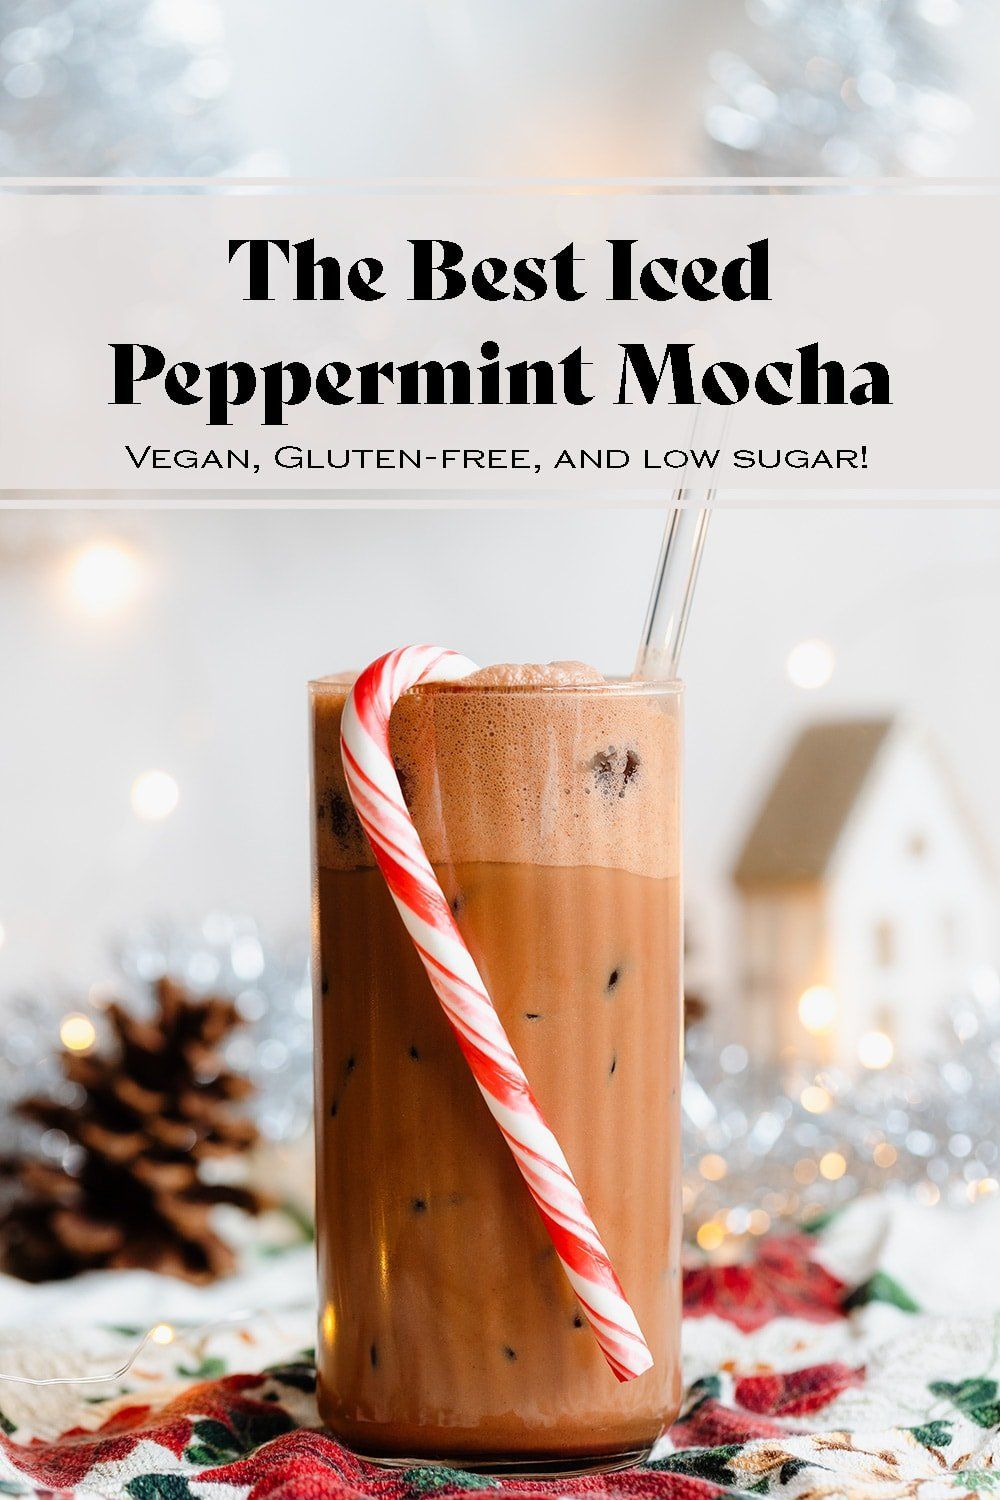 The Best Iced
Peppermint Mocha
Vegan, Gluten-free, and low sugar!